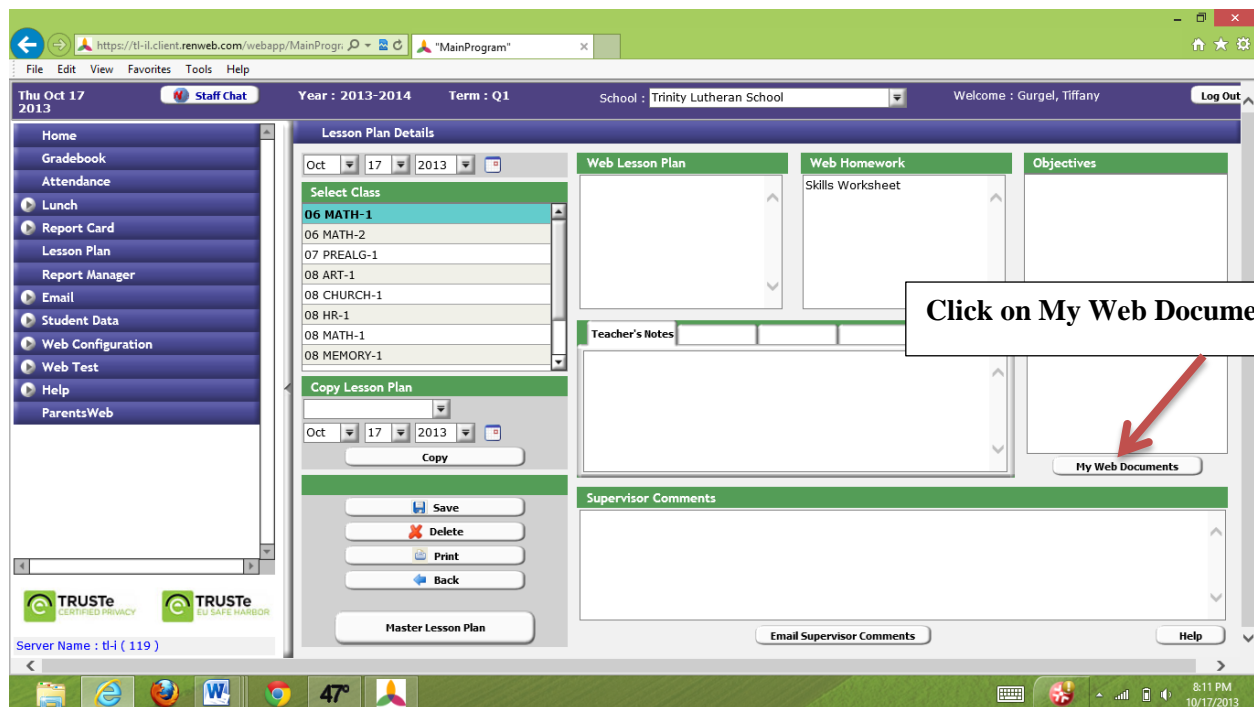 https://tl-il.client.renweb.com/webapp/MainProgr
"MainProgram"
File Edit View Favorites Tools Help
Thu Oct 17
2013
Staff Chat
Year : 2013-2014
Term : Q1
School :
Trinity Lutheran School
Welcome : Gurgel, Tiffany
Log Out
Home
Gradebook
Attendance
Lunch
Report Card
Lesson Plan
Report Manager
Email
Student Data
Web Configuration
Web Test
Help
ParentsWeb
TRUSTe
CERTIFIED PRIVACY
TRUSTe
EU SAFE HARBOR
Server Name : tl-i ( 119 )
Lesson Plan Details
Oct 17 2013
Select Class
06 MATH-1
06 MATH-2
07 PREALG-1
08 ART-1
08 CHURCH-1
08 HR-1
08 MATH-1
08 MEMORY-1
Copy Lesson Plan
Oct 17 2013
Copy
Save
Delete
Print
Back
Master Lesson Plan
Web Lesson Plan
Web Homework
Skills Worksheet
Objectives
Click on My Web Docume
Teacher's Notes
My Web Documents
Supervisor Comments
Email Supervisor Comments
Help
47°
8:11 PM
10/17/2013